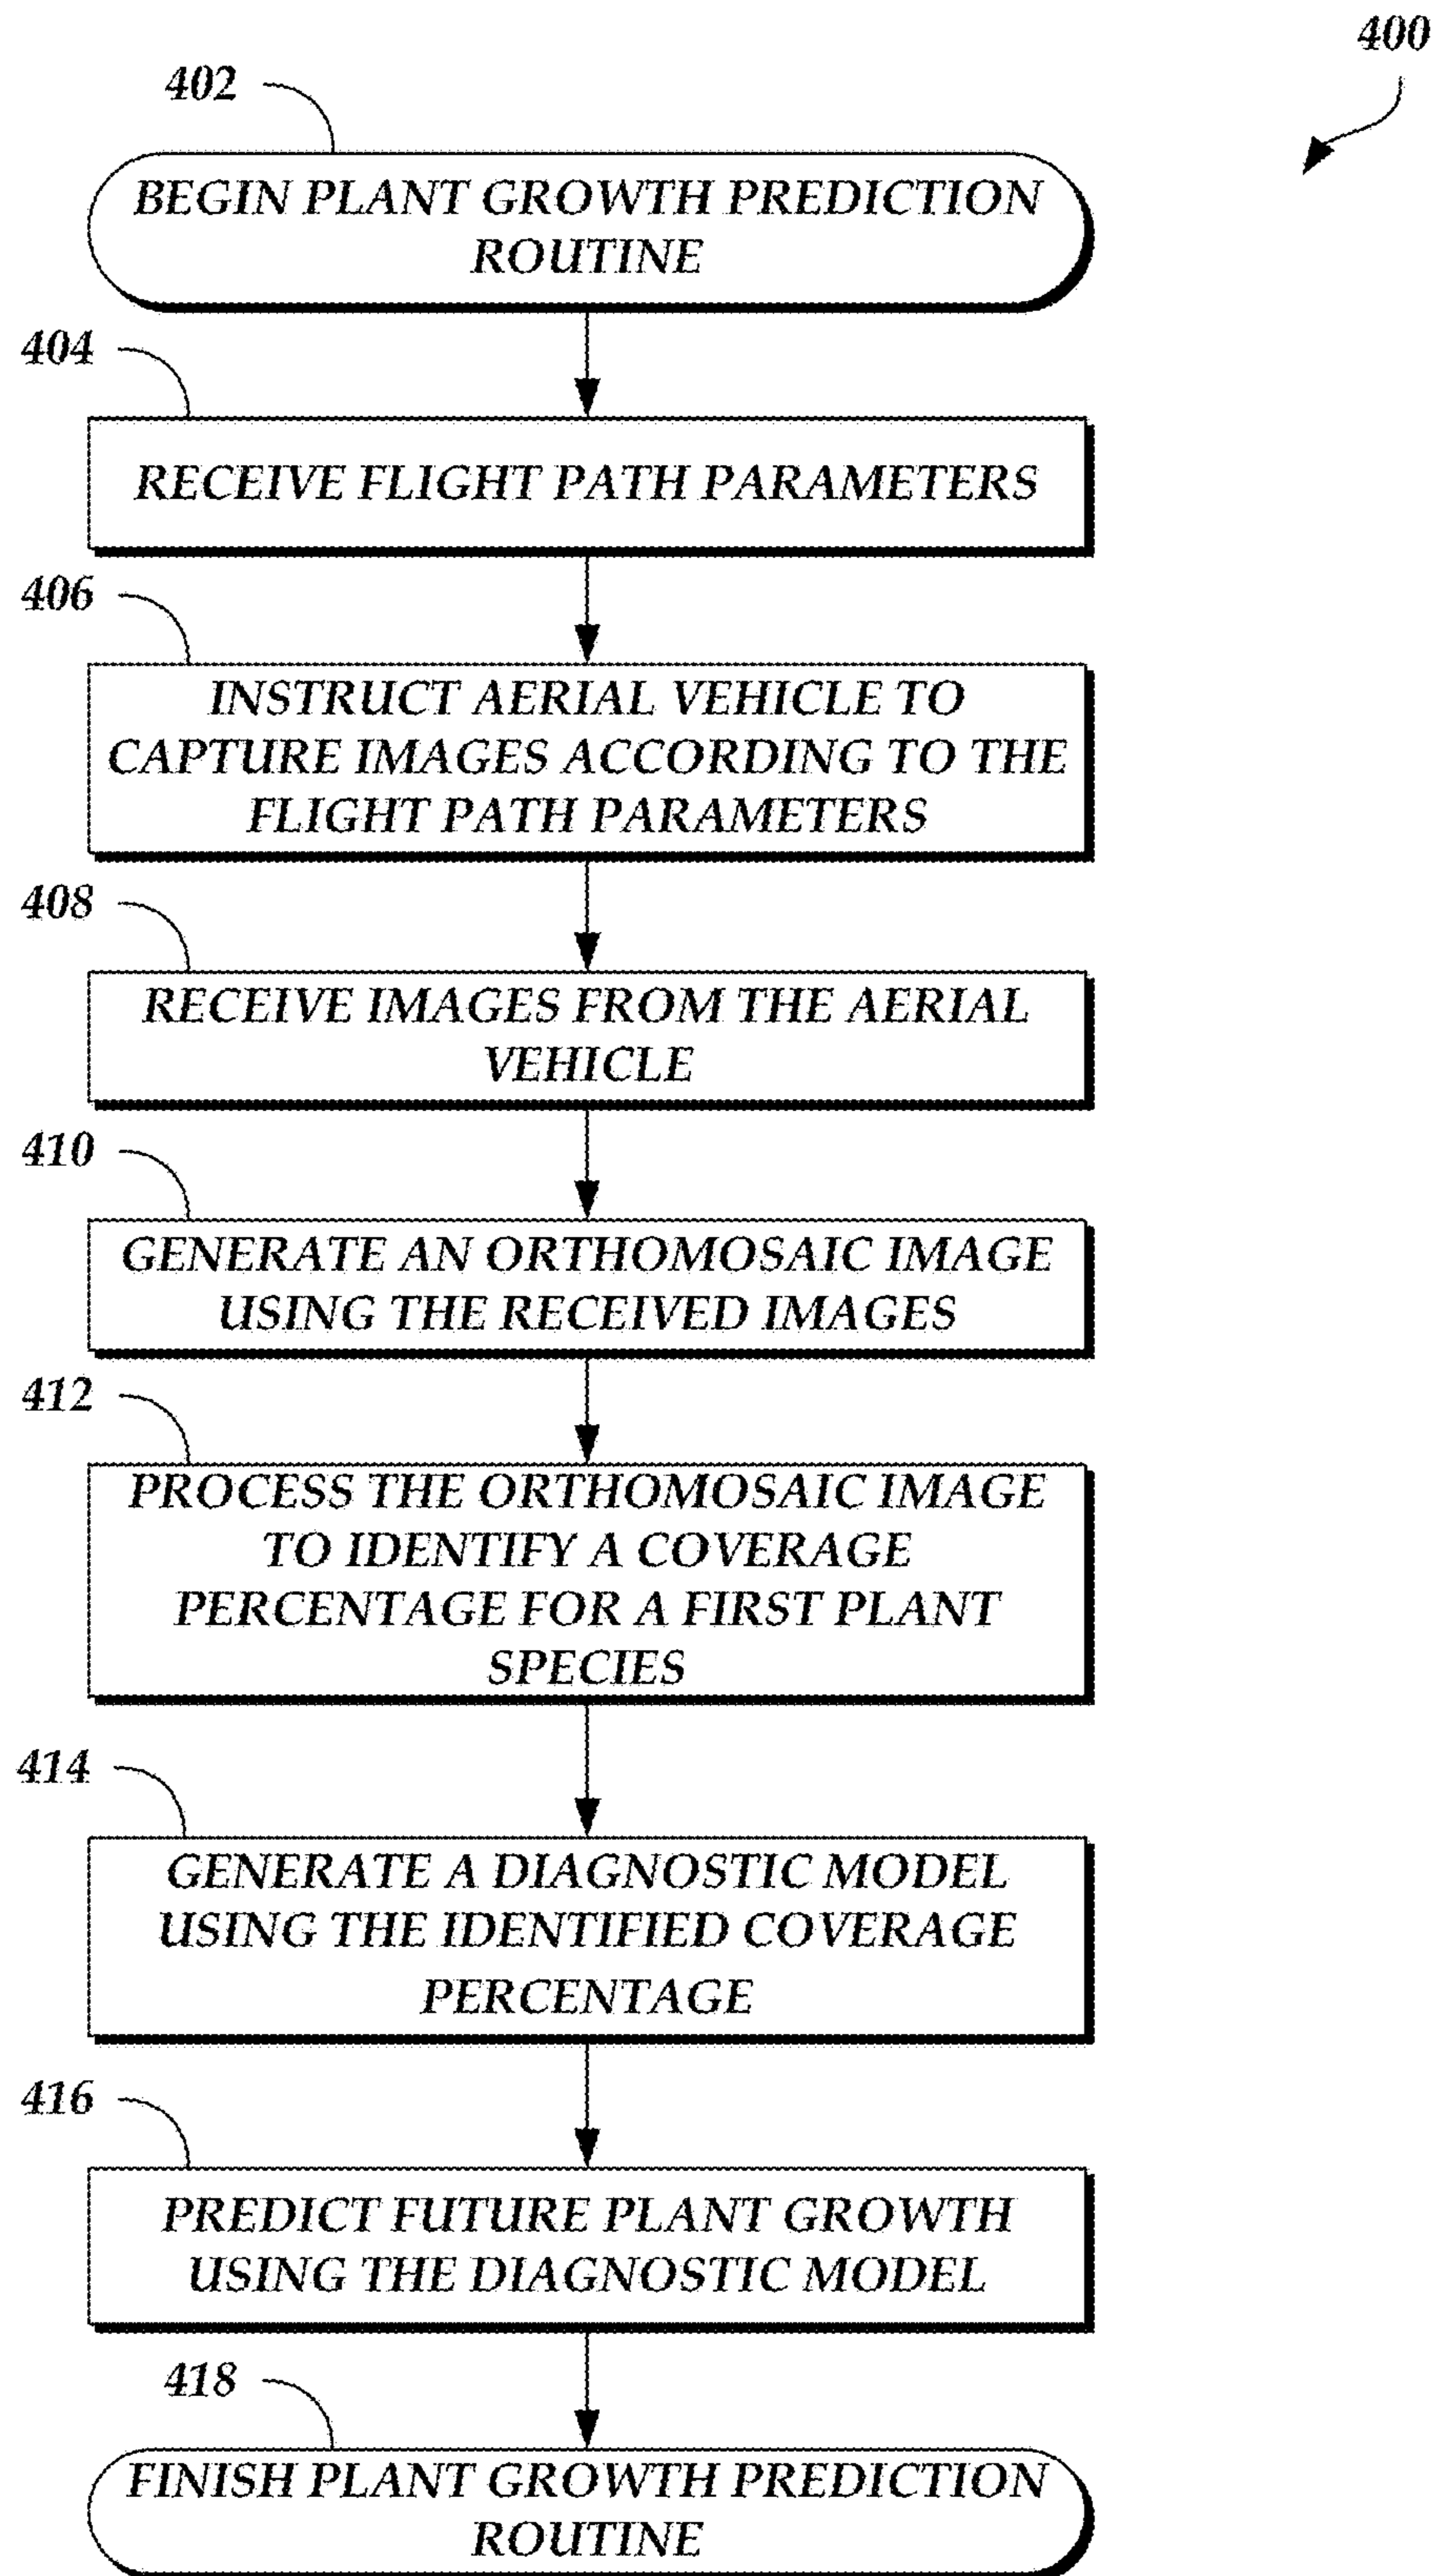 400
402
BEGIN PLANT GROWTH PREDICTION
ROUTINE
404
RECEIVE FLIGHT PATH PARAMETERS
406
INSTRUCT AERIAL VEHICLE TO
CAPTURE IMAGES ACCORDING TO THE
FLIGHT PATH PARAMETERS
408
RECEIVE IMAGES FROM THE AERIAL
VEHICLE
410
GENERATE AN ORTHOMOSAIC IMAGE
USING THE RECEIVED IMAGES
412
PROCESS THE ORTHOMOSAIC IMAGE
TO IDENTIFY A COVERAGE
PERCENTAGE FOR A FIRST PLANT
SPECIES
414
GENERATE A DIAGNOSTIC MODEL
USING THE IDENTIFIED COVERAGE
PERCENTAGE
416
PREDICT FUTURE PLANT GROWTH
USING THE DIAGNOSTIC MODEL
418
FINISH PLANT GROWTH PREDICTION
ROUTINE